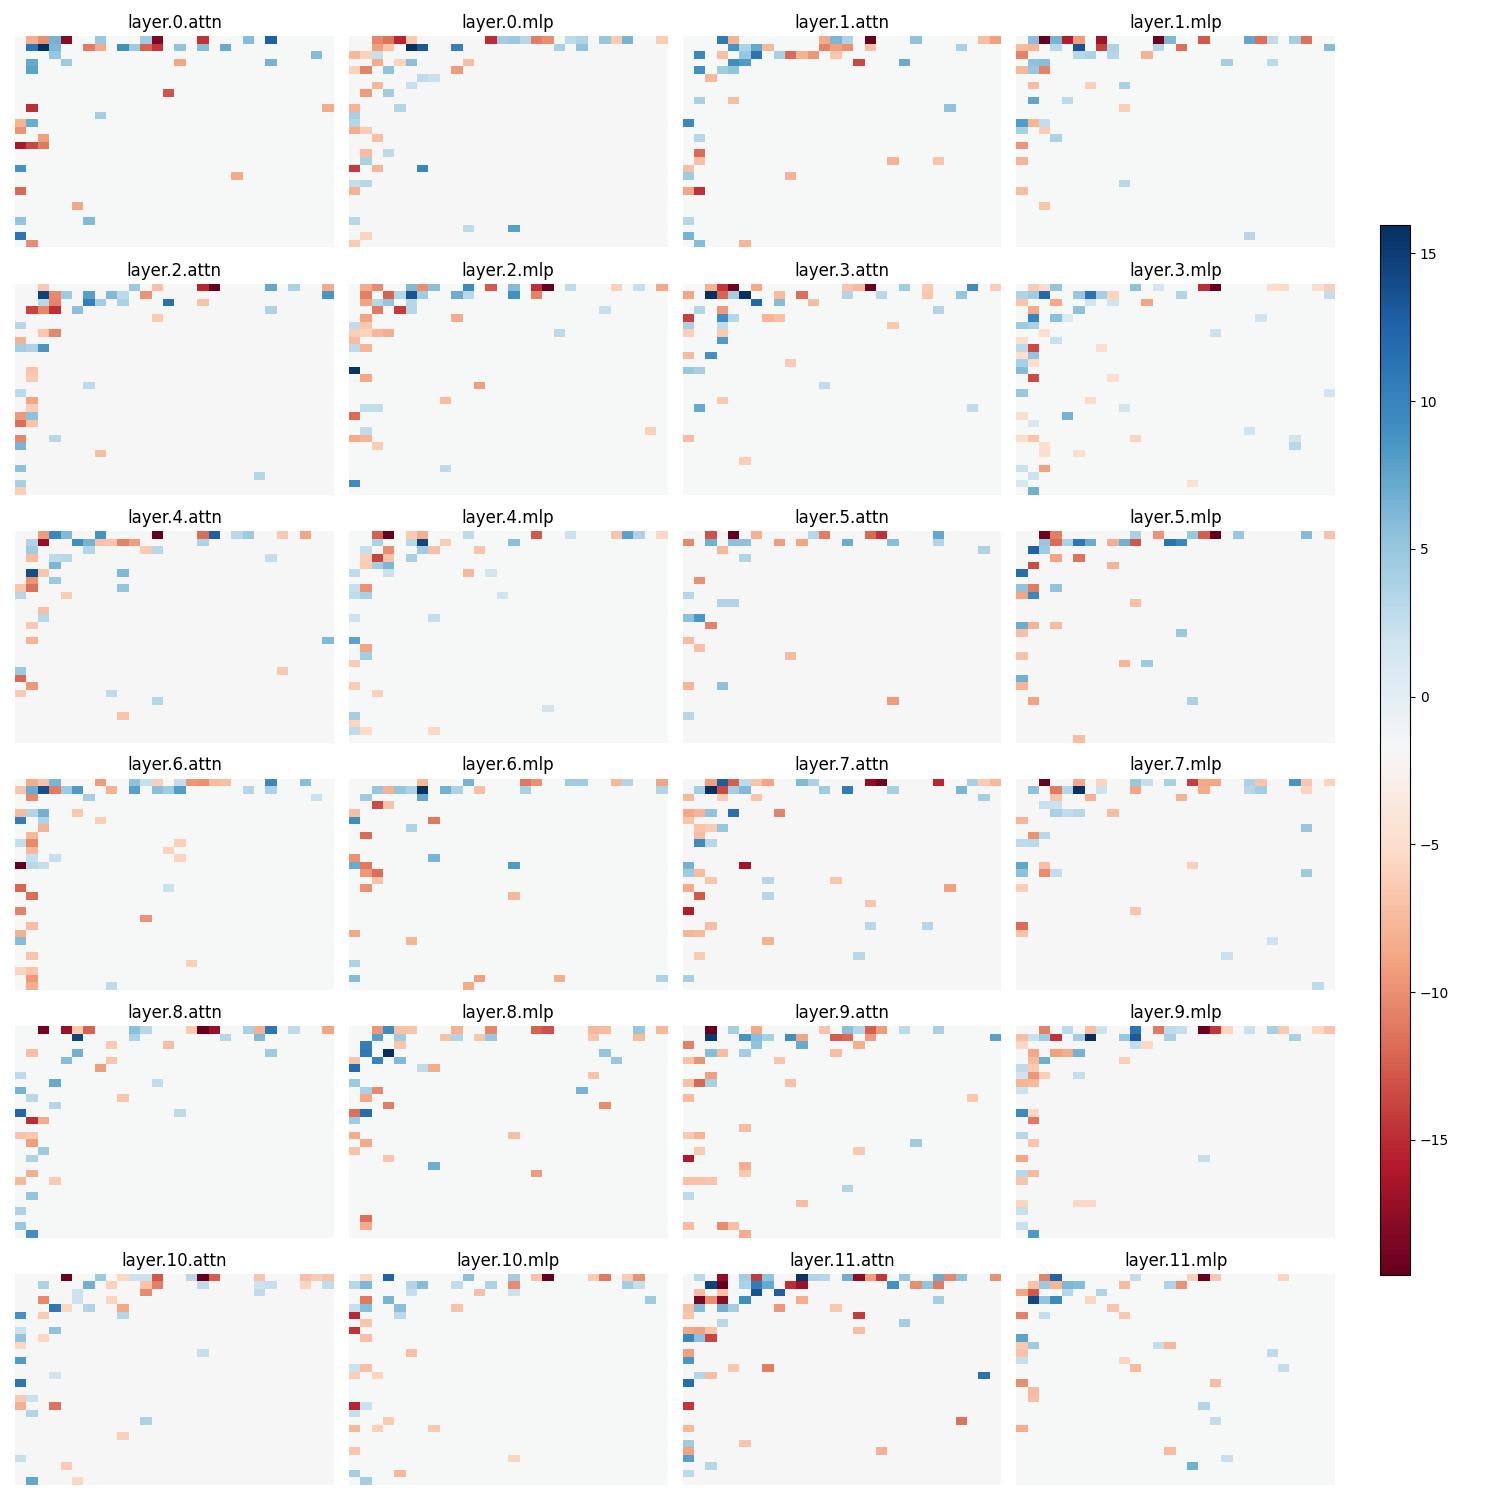 layer.0.attn layer.0.mlp layer.1.attn layer.1.mlp
layer.2.attn layer.2.mlp layer.3.attn layer.3.mlp
layer.4.attn layer.4.mlp layer.5.attn layer.5.mlp
layer.6.attn layer.6.mlp layer.7.attn layer.7.mlp
layer.8.attn layer.8.mlp layer.9.attn layer.9.mlp
layer.10.attn layer.10.mlp layer.11.attn layer.11.mlp
15
10
5
0
−5
−10
−15